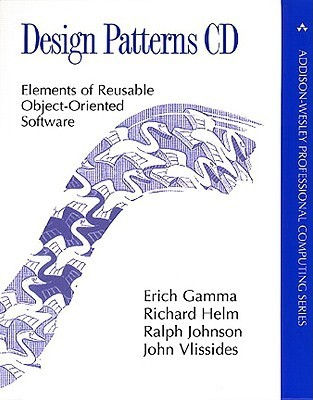 Design Patterns CD
Elements of Reusable
Object-Oriented
Software
Erich Gamma
Richard Helm
Ralph Johnson
John Vlissides
ADDISON-WESLEY PROFESSIONAL COMPUTING SERIES